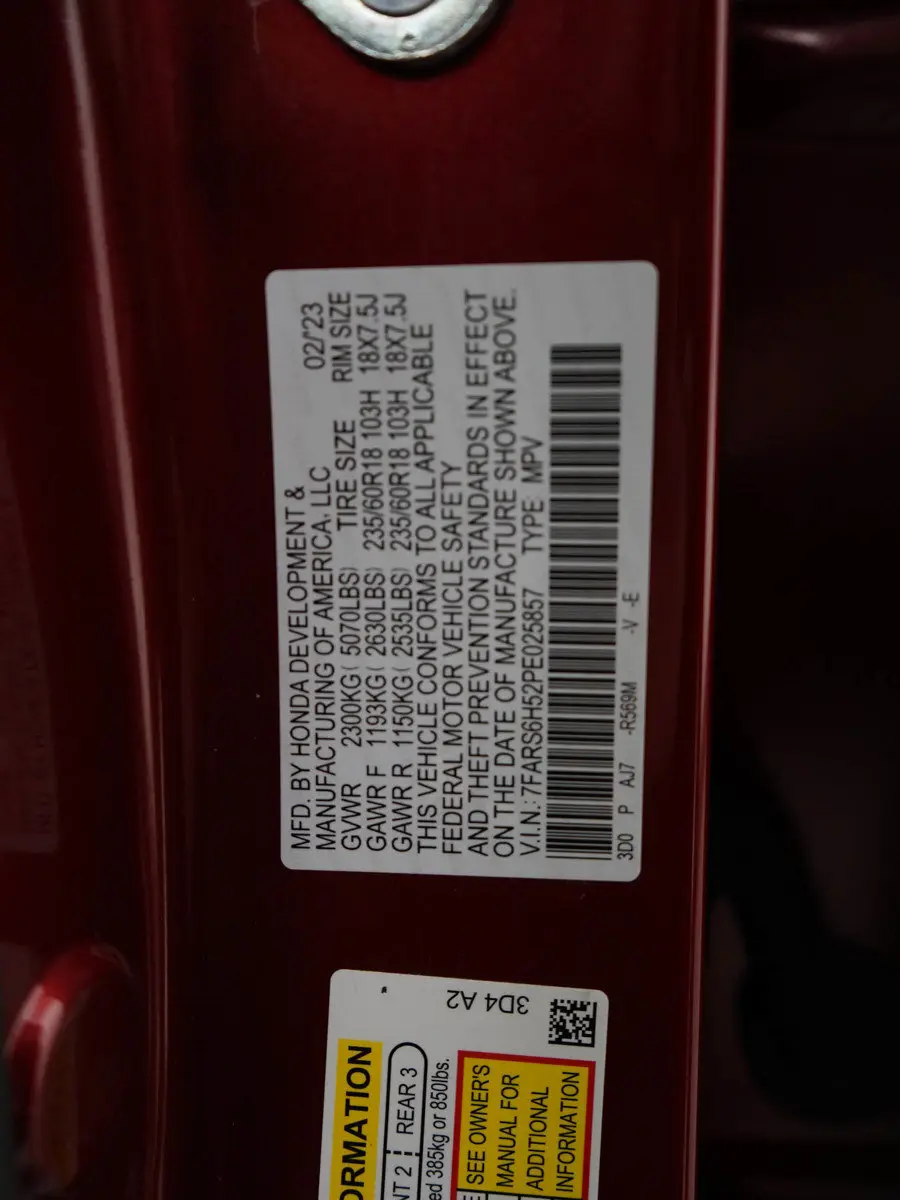 MFD. BY HONDA DEVELOPMENT &
MANUFACTURING OF AMERICA, LLC 02/'23
GVWR 2300KG( 5070LBS) TIRE SIZE RIM SIZE
GAWR F 1193KG( 2630LBS) 235/60R18 103H 18X7.5J
GAWR R 1150KG( 2535LBS) 235/60R18 103H 18X7.5J
THIS VEHICLE CONFORMS TO ALL APPLICABLE
FEDERAL MOTOR VEHICLE SAFETY
AND THEFT PREVENTION STANDARDS IN EFFECT
ON THE DATE OF MANUFACTURE SHOWN ABOVE.
V.I.N.: 7FARS6H52PE025857 TYPE: MPV
3D0 P AJ7 -R569M -V -E
ORMATION
NT 2 REAR 3
ed 385kg or 850lbs.
SEE OWNER'S
MANUAL FOR
ADDITIONAL
INFORMATION
3D4 A2